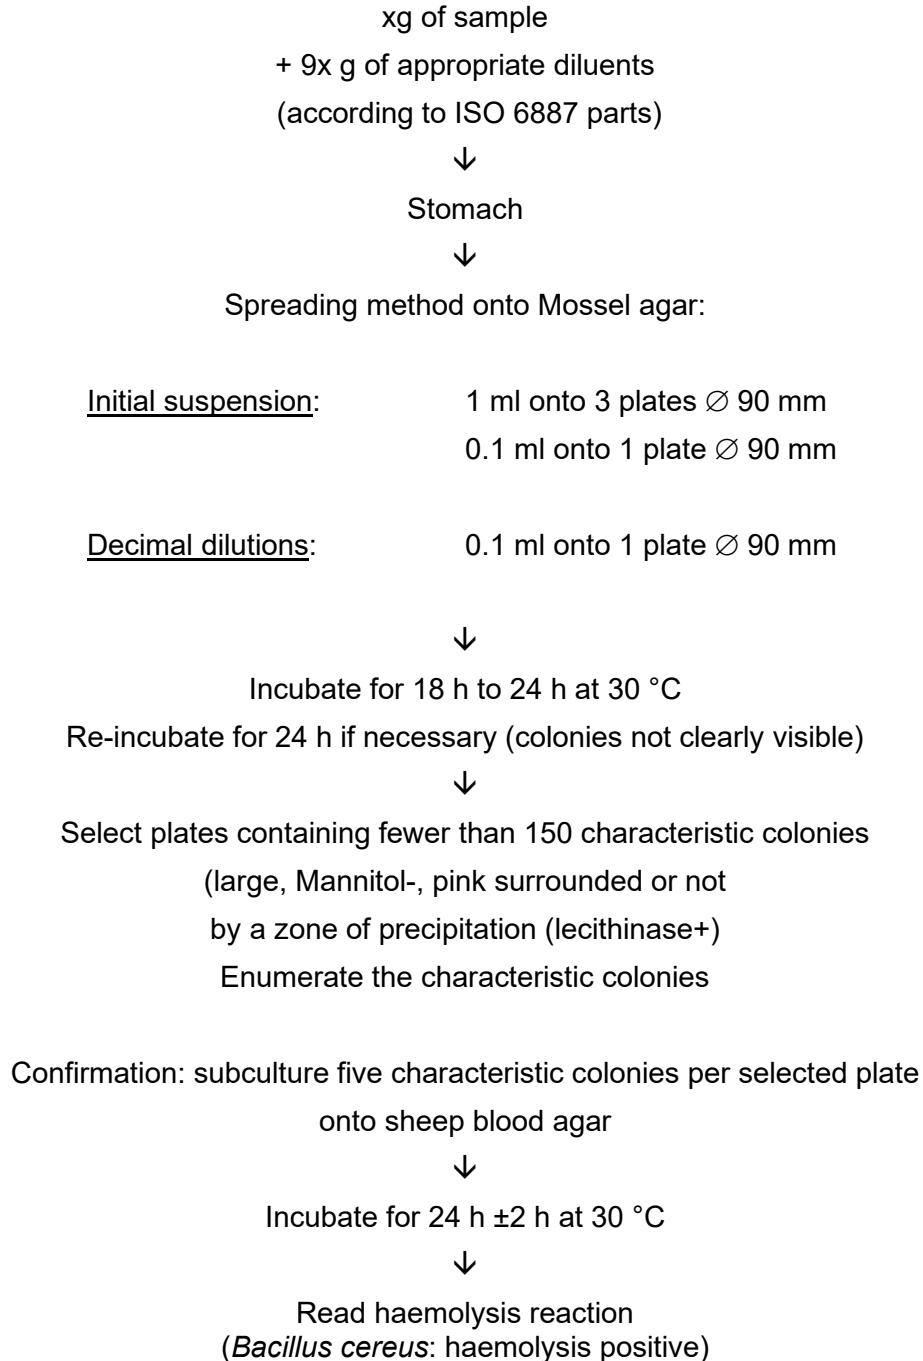 xg of sample
+ 9x g of appropriate diluents
(according to ISO 6887 parts)
↓
Stomach
↓
Spreading method onto Mossel agar:
Initial suspension: 1 ml onto 3 plates ∅ 90 mm
0.1 ml onto 1 plate ∅ 90 mm
Decimal dilutions: 0.1 ml onto 1 plate ∅ 90 mm
↓
Incubate for 18 h to 24 h at 30 °C
Re-incubate for 24 h if necessary (colonies not clearly visible)
↓
Select plates containing fewer than 150 characteristic colonies
(large, Mannitol-, pink surrounded or not
by a zone of precipitation (lecithinase+)
Enumerate the characteristic colonies
Confirmation: subculture five characteristic colonies per selected plate
onto sheep blood agar
↓
Incubate for 24 h ±2 h at 30 °C
↓
Read haemolysis reaction
(Bacillus cereus: haemolysis positive)